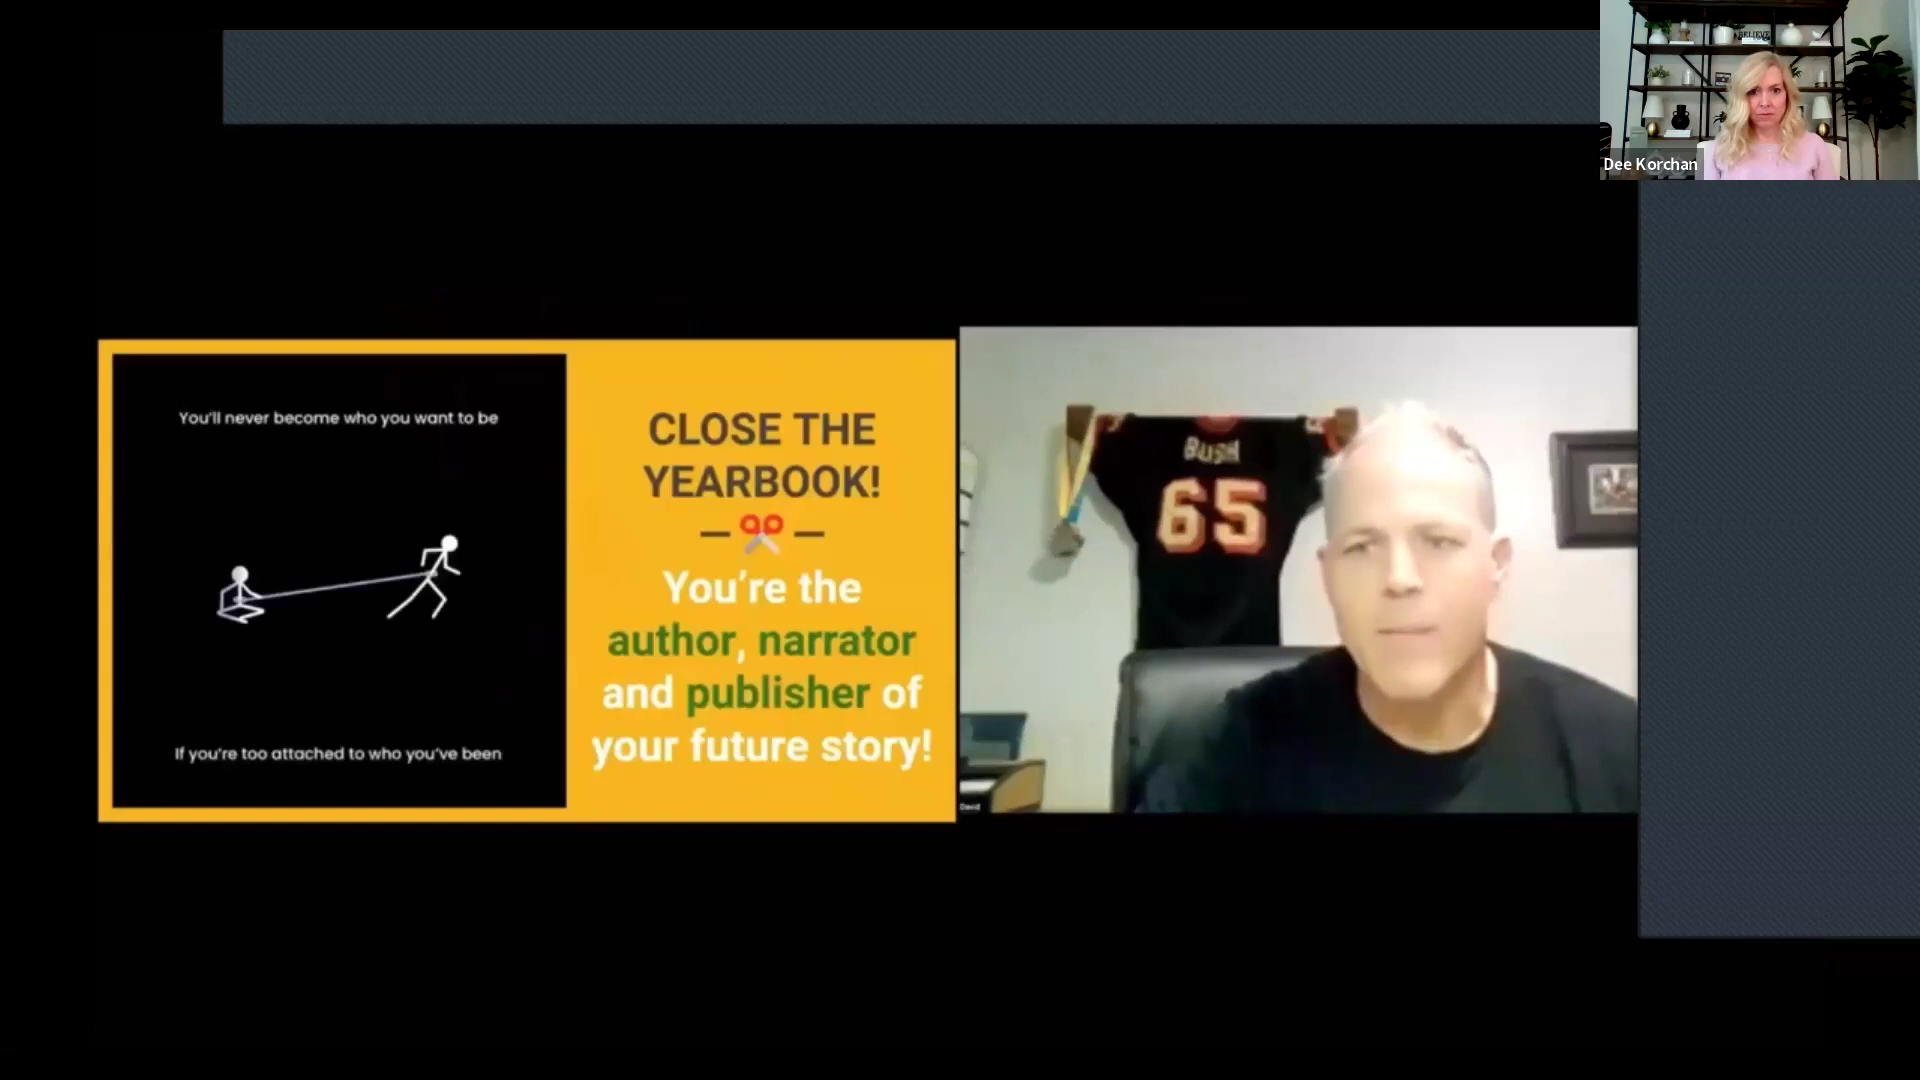 BELIEVE
Dee Korchan
You'll never become who you want to be
If you're too attached to who you've been
CLOSE THE
YEARBOOK!
You're the
author, narrator
and publisher of
your future story!
BUSH
65
David